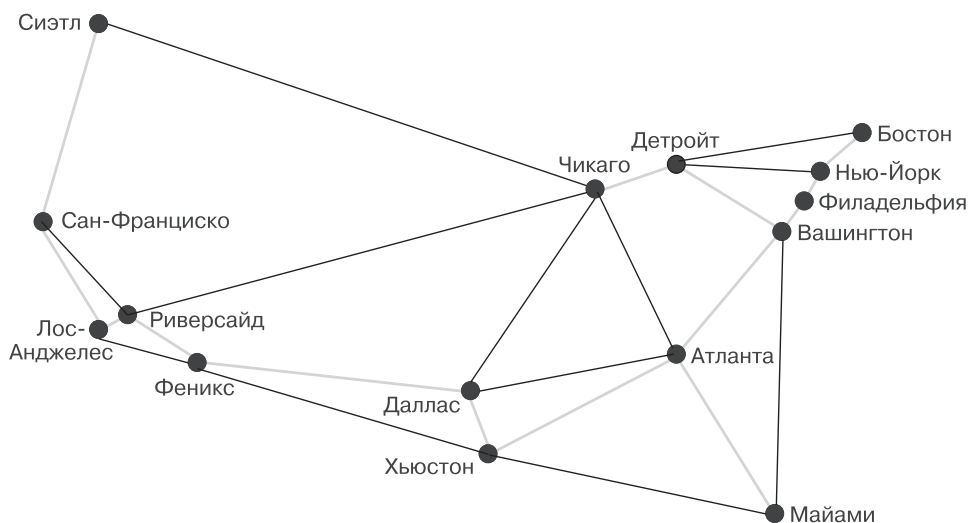 Сиэтл
Бостон
Детройт
Чикаго
Нью-Йорк
Филадельфия
Сан-Франциско
Вашингтон
Риверсайд
Лос-
Анджелес
Атланта
Феникс
Даллас
Хьюстон
Майами